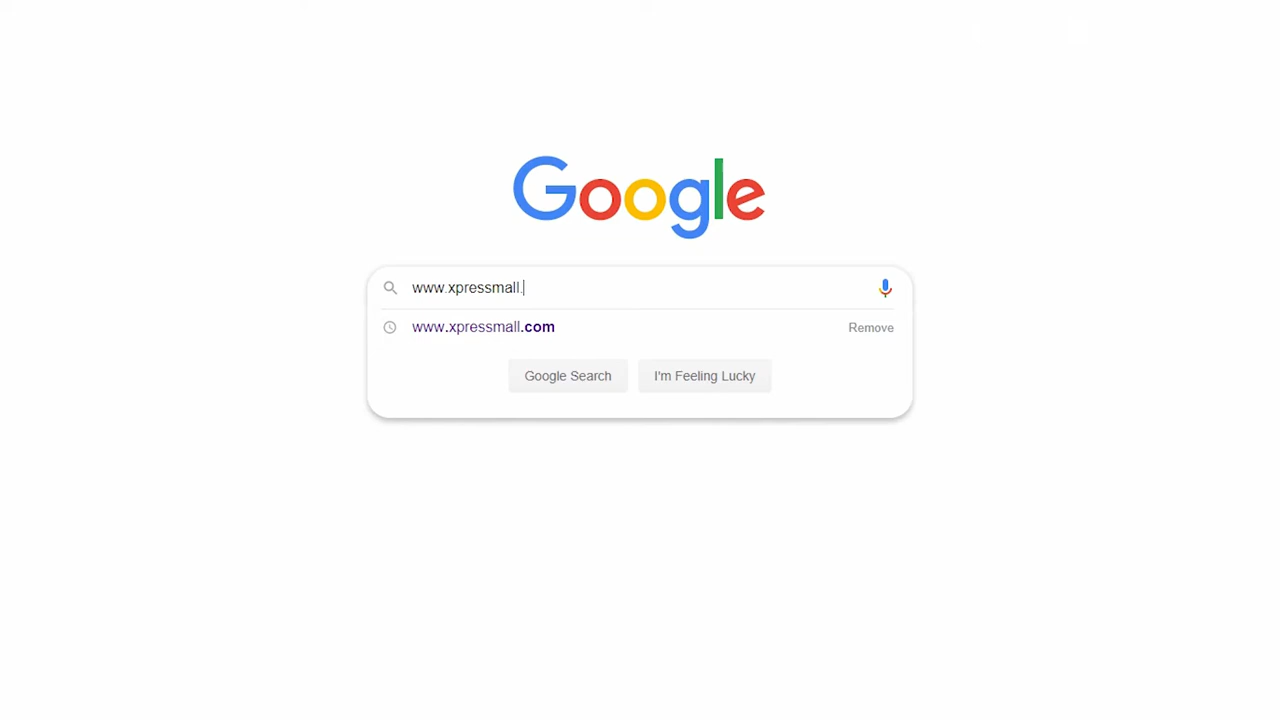 Google
www.xpressmall.
www.xpressmall.com
Remove
Google Search
I'm Feeling Lucky